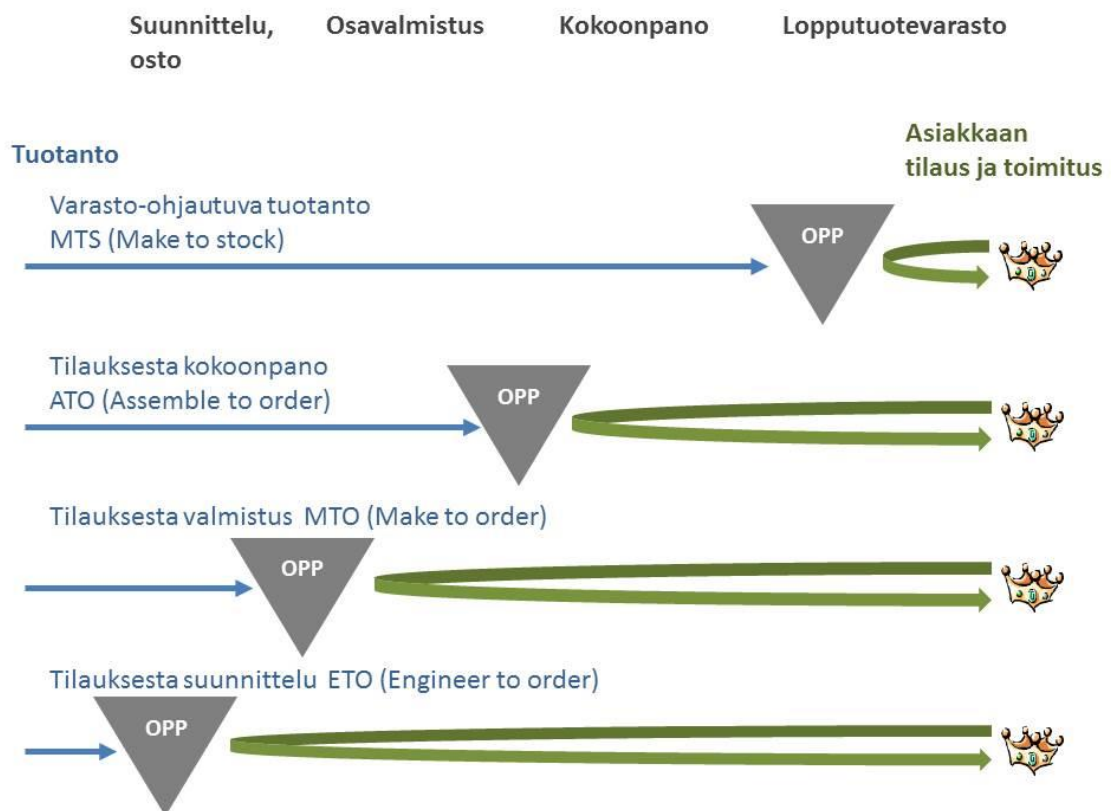 Suunnittelu,
osto
Osavalmistus
Kokoonpano
Lopputuotevarasto
Asiakkaan
tilaus ja toimitus
Tuotanto
Varasto-ohjautuva tuotanto
MTS (Make to stock)
OPP
Tilauksesta kokoonpano
ATO (Assemble to order)
OPP
Tilauksesta valmistus MTO (Make to order)
OPP
Tilauksesta suunnittelu ETO (Engineer to order)
OPP